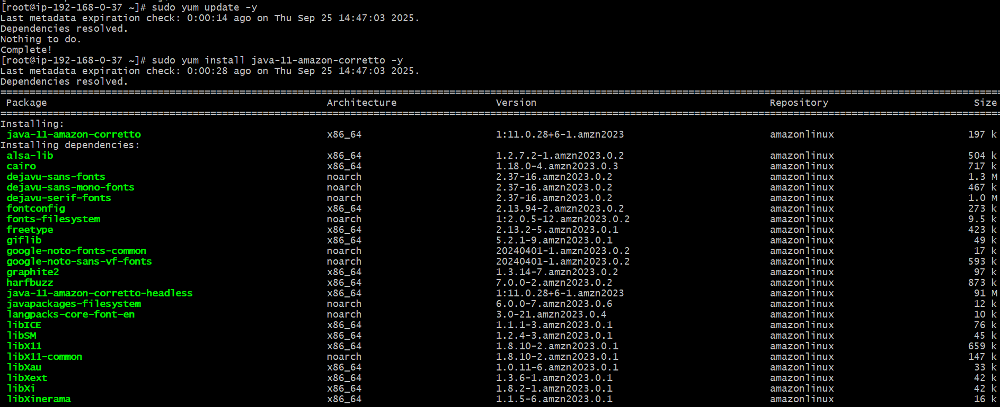 [root@ip-192-168-0-37 ~]# sudo yum update -y
Last metadata expiration check: 0:00:14 ago on Thu Sep 25 14:47:03 2025.
Dependencies resolved.
Nothing to do.
Complete!
[root@ip-192-168-0-37 ~]# sudo yum install java-11-amazon-corretto -y
Last metadata expiration check: 0:00:28 ago on Thu Sep 25 14:47:03 2025.
Dependencies resolved.
Package Architecture Version Repository Size
Installing:
java-11-amazon-corretto x86_64 1:11.0.28+6-1.amzn2023 amazonlinux 197 k
Installing dependencies:
alsa-lib x86_64 1.2.7.2-1.amzn2023.0.2 amazonlinux 504 k
cairo x86_64 1.18.0-4.amzn2023.0.3 amazonlinux 717 k
dejavu-sans-fonts noarch 2.37-16.amzn2023.0.2 amazonlinux 1.3 M
dejavu-sans-mono-fonts noarch 2.37-16.amzn2023.0.2 amazonlinux 467 k
dejavu-serif-fonts noarch 2.37-16.amzn2023.0.2 amazonlinux 1.0 M
fontconfig x86_64 2.13.94-2.amzn2023.0.2 amazonlinux 273 k
fonts-filesystem noarch 1:2.0.5-12.amzn2023.0.2 amazonlinux 9.5 k
freetype x86_64 2.13.2-5.amzn2023.0.1 amazonlinux 423 k
giflib x86_64 5.2.1-9.amzn2023.0.1 amazonlinux 49 k
google-noto-fonts-common noarch 20240401-1.amzn2023.0.2 amazonlinux 17 k
google-noto-sans-vf-fonts noarch 20240401-1.amzn2023.0.2 amazonlinux 593 k
graphite2 x86_64 1.3.14-7.amzn2023.0.2 amazonlinux 97 k
harfbuzz x86_64 7.0.0-2.amzn2023.0.2 amazonlinux 873 k
java-11-amazon-corretto-headless x86_64 1:11.0.28+6-1.amzn2023 amazonlinux 91 M
javapackages-filesystem noarch 6.0.0-7.amzn2023.0.6 amazonlinux 12 k
langpacks-core-font-en noarch 3.0-21.amzn2023.0.4 amazonlinux 10 k
libICE x86_64 1.1.1-3.amzn2023.0.1 amazonlinux 76 k
libSM x86_64 1.2.4-3.amzn2023.0.1 amazonlinux 45 k
libX11 x86_64 1.8.10-2.amzn2023.0.1 amazonlinux 659 k
libX11-common noarch 1.8.10-2.amzn2023.0.1 amazonlinux 147 k
libXau x86_64 1.0.11-6.amzn2023.0.1 amazonlinux 33 k
libXext x86_64 1.3.6-1.amzn2023.0.1 amazonlinux 42 k
libXi x86_64 1.8.2-1.amzn2023.0.1 amazonlinux 42 k
libXinerama x86_64 1.1.5-6.amzn2023.0.1 amazonlinux 16 k